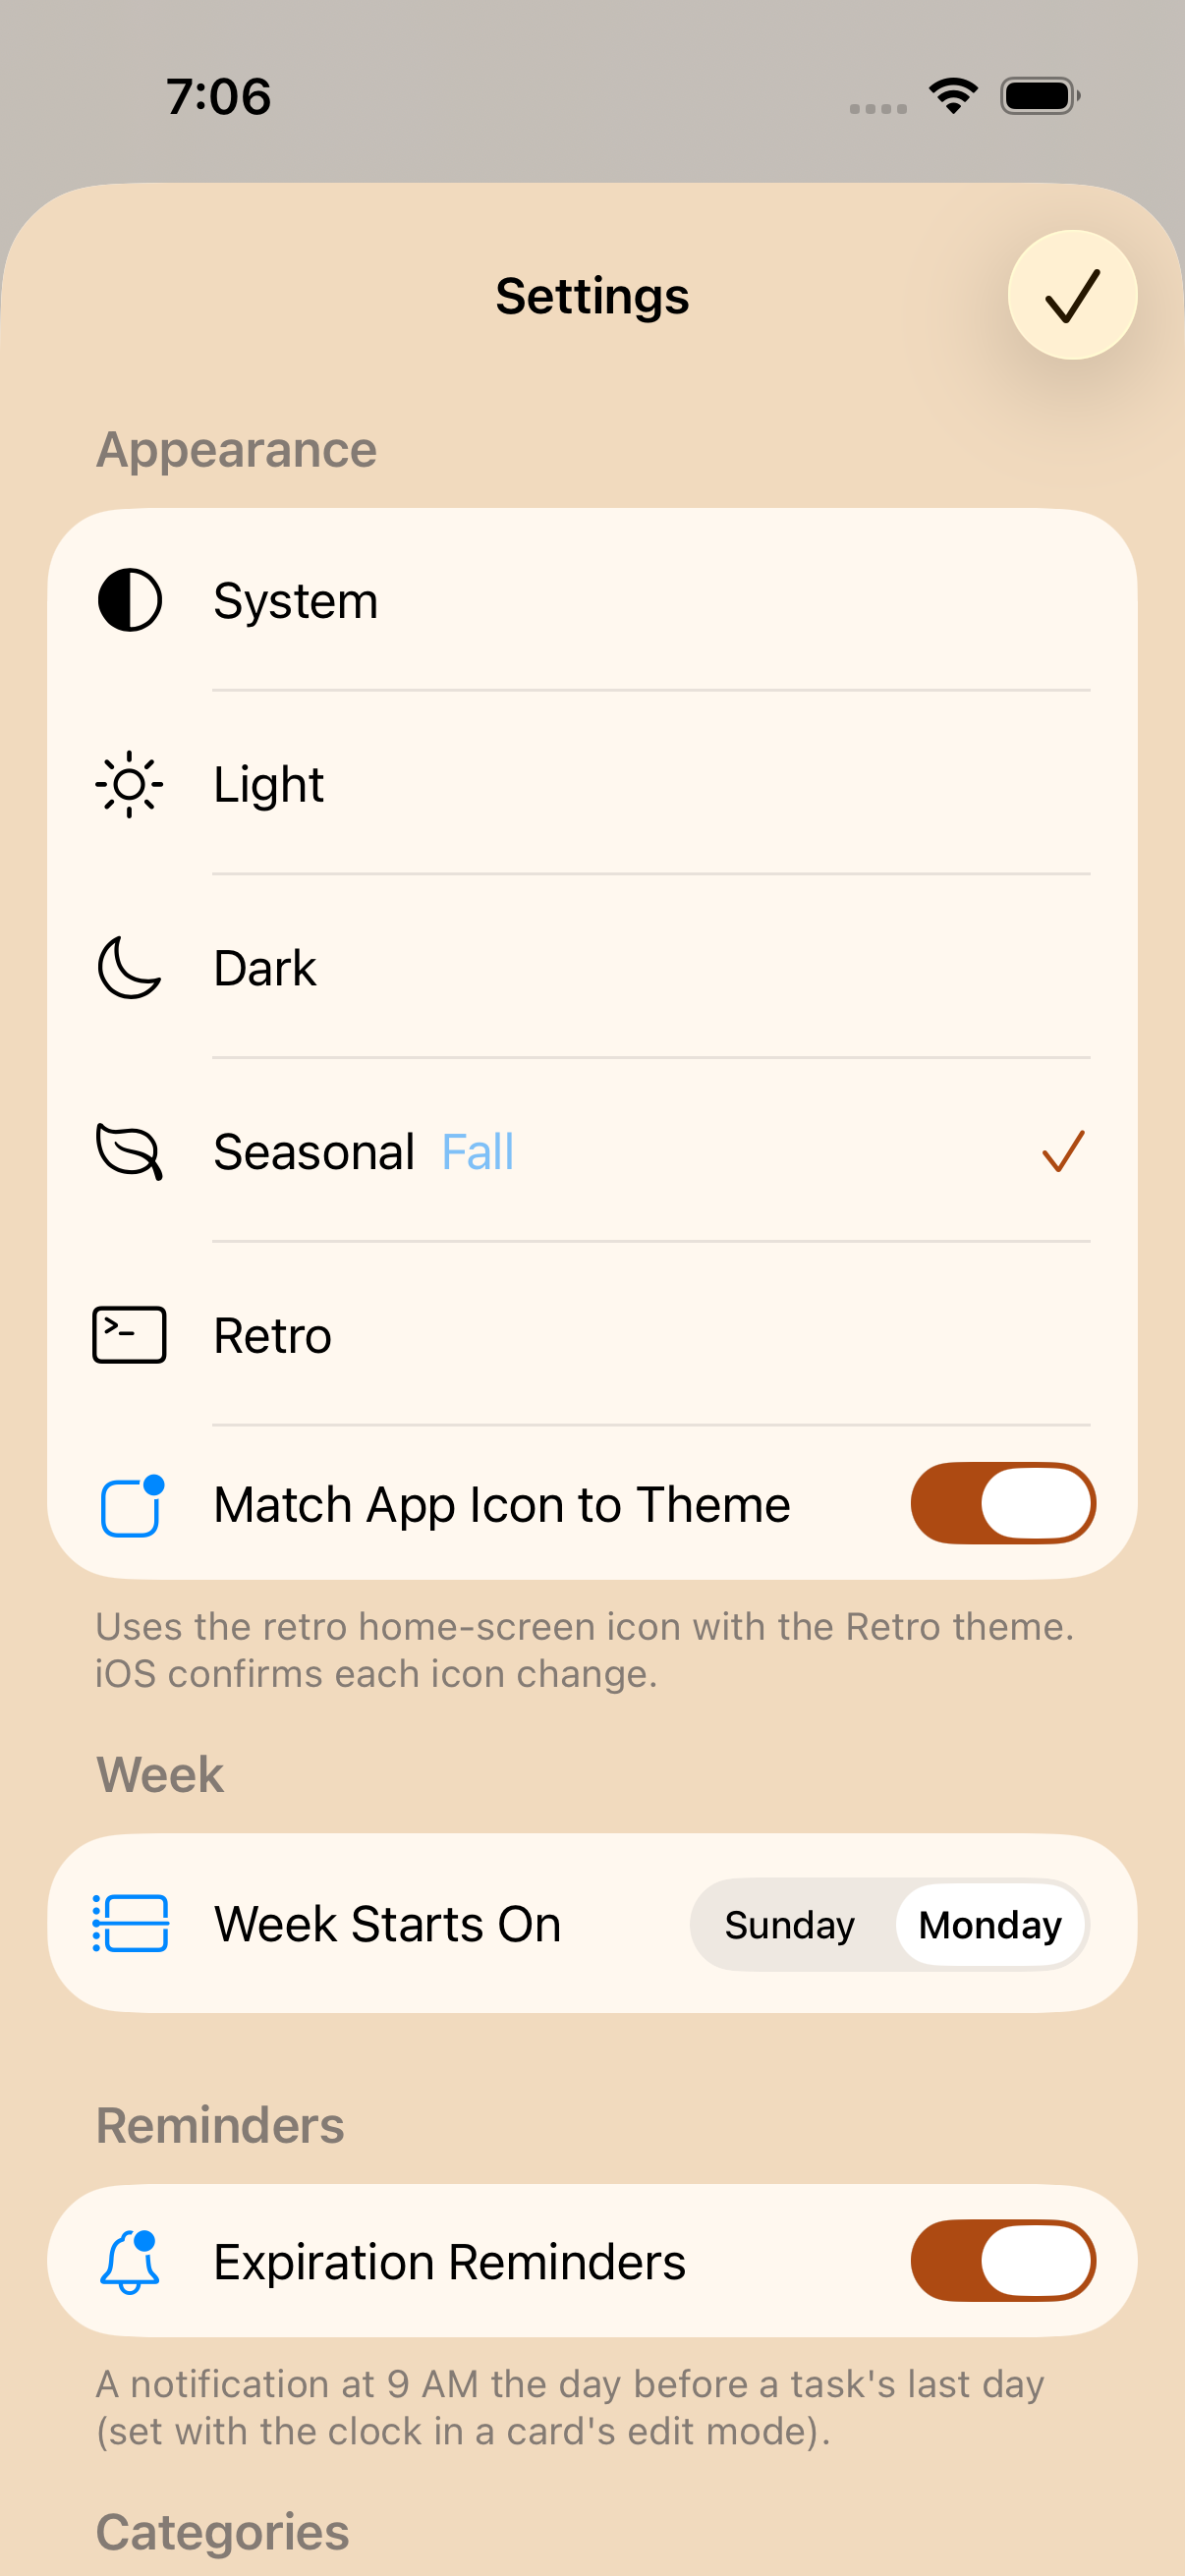 7:06
Settings
Appearance
System
Light
Dark
Seasonal Fall
Retro
Match App Icon to Theme
Uses the retro home-screen icon with the Retro theme.
iOS confirms each icon change.
Week
Week Starts On Sunday Monday
Reminders
Expiration Reminders
A notification at 9 AM the day before a task's last day
(set with the clock in a card's edit mode).
Categories